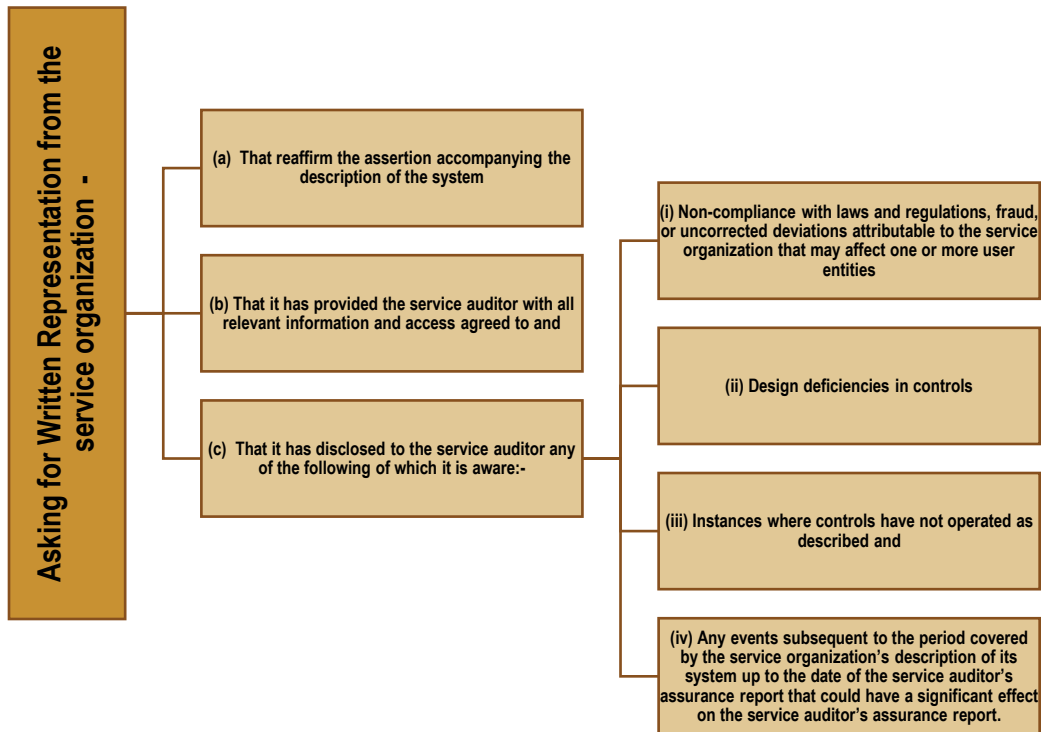 Asking for Written Representation from the
service organization -
(a) That reaffirm the assertion accompanying the
description of the system
(b) That it has provided the service auditor with all
relevant information and access agreed to and
(c) That it has disclosed to the service auditor any
of the following of which it is aware:-
(i) Non-compliance with laws and regulations, fraud,
or uncorrected deviations attributable to the service
organization that may affect one or more user
entities
(ii) Design deficiencies in controls
(iii) Instances where controls have not operated as
described and
(iv) Any events subsequent to the period covered
by the service organization’s description of its
system up to the date of the service auditor’s
assurance report that could have a significant effect
on the service auditor’s assurance report.